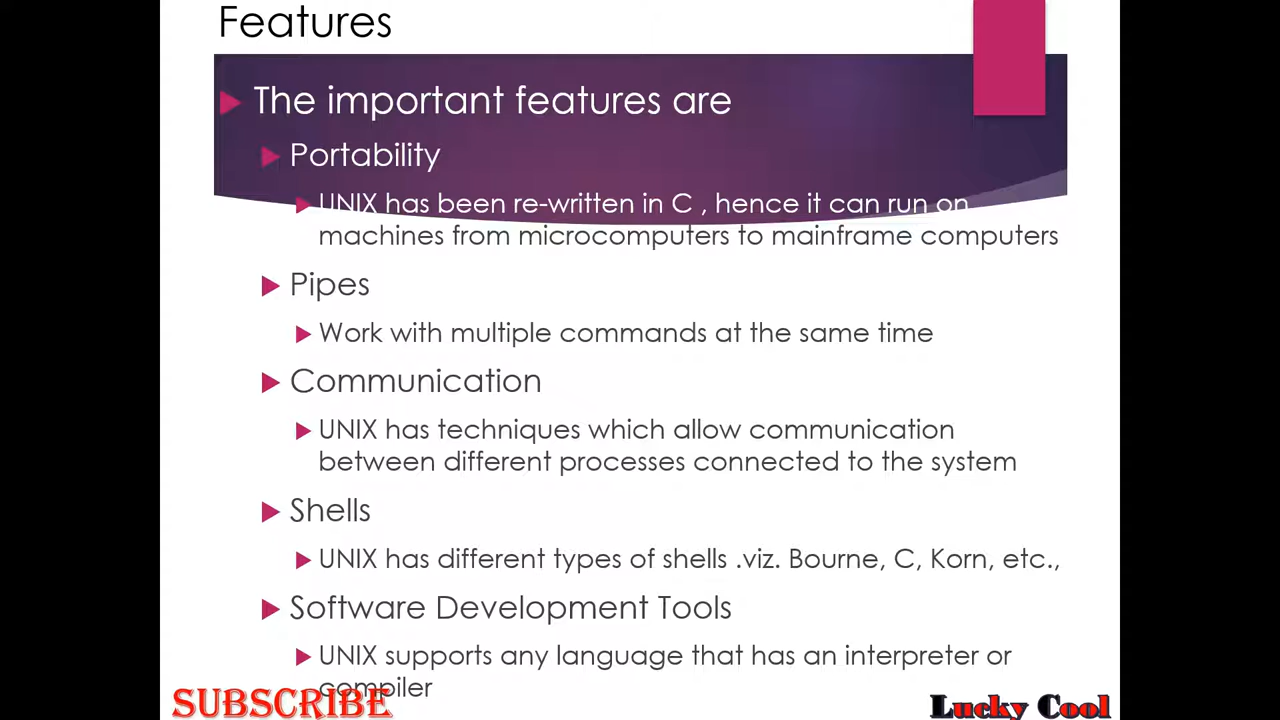 Features
The important features are
Portability
UNIX has been re-written in C , hence it can run on
machines from microcomputers to mainframe computers
Pipes
Work with multiple commands at the same time
Communication
UNIX has techniques which allow communication
between different processes connected to the system
Shells
UNIX has different types of shells .viz. Bourne, C, Korn, etc.,
Software Development Tools
UNIX supports any language that has an interpreter or
compiler
SUBSCRIBE
Lucky Cool